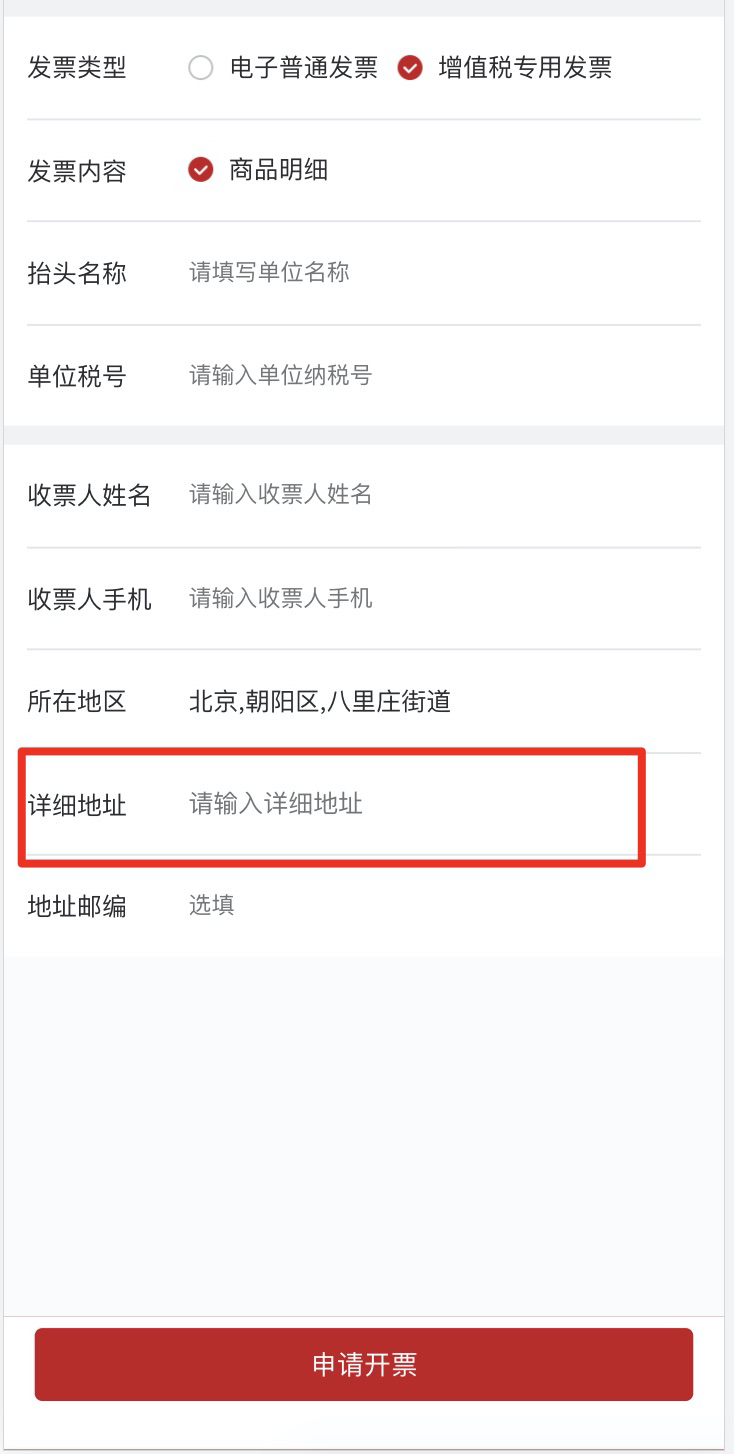 发票类型 电子普通发票 增值税专用发票
发票内容 商品明细
抬头名称 请填写单位名称
单位税号 请输入单位纳税号
收票人姓名 请输入收票人姓名
收票人手机 请输入收票人手机
所在地区 北京,朝阳区,八里庄街道
详细地址 请输入详细地址
地址邮编 选填
申请开票